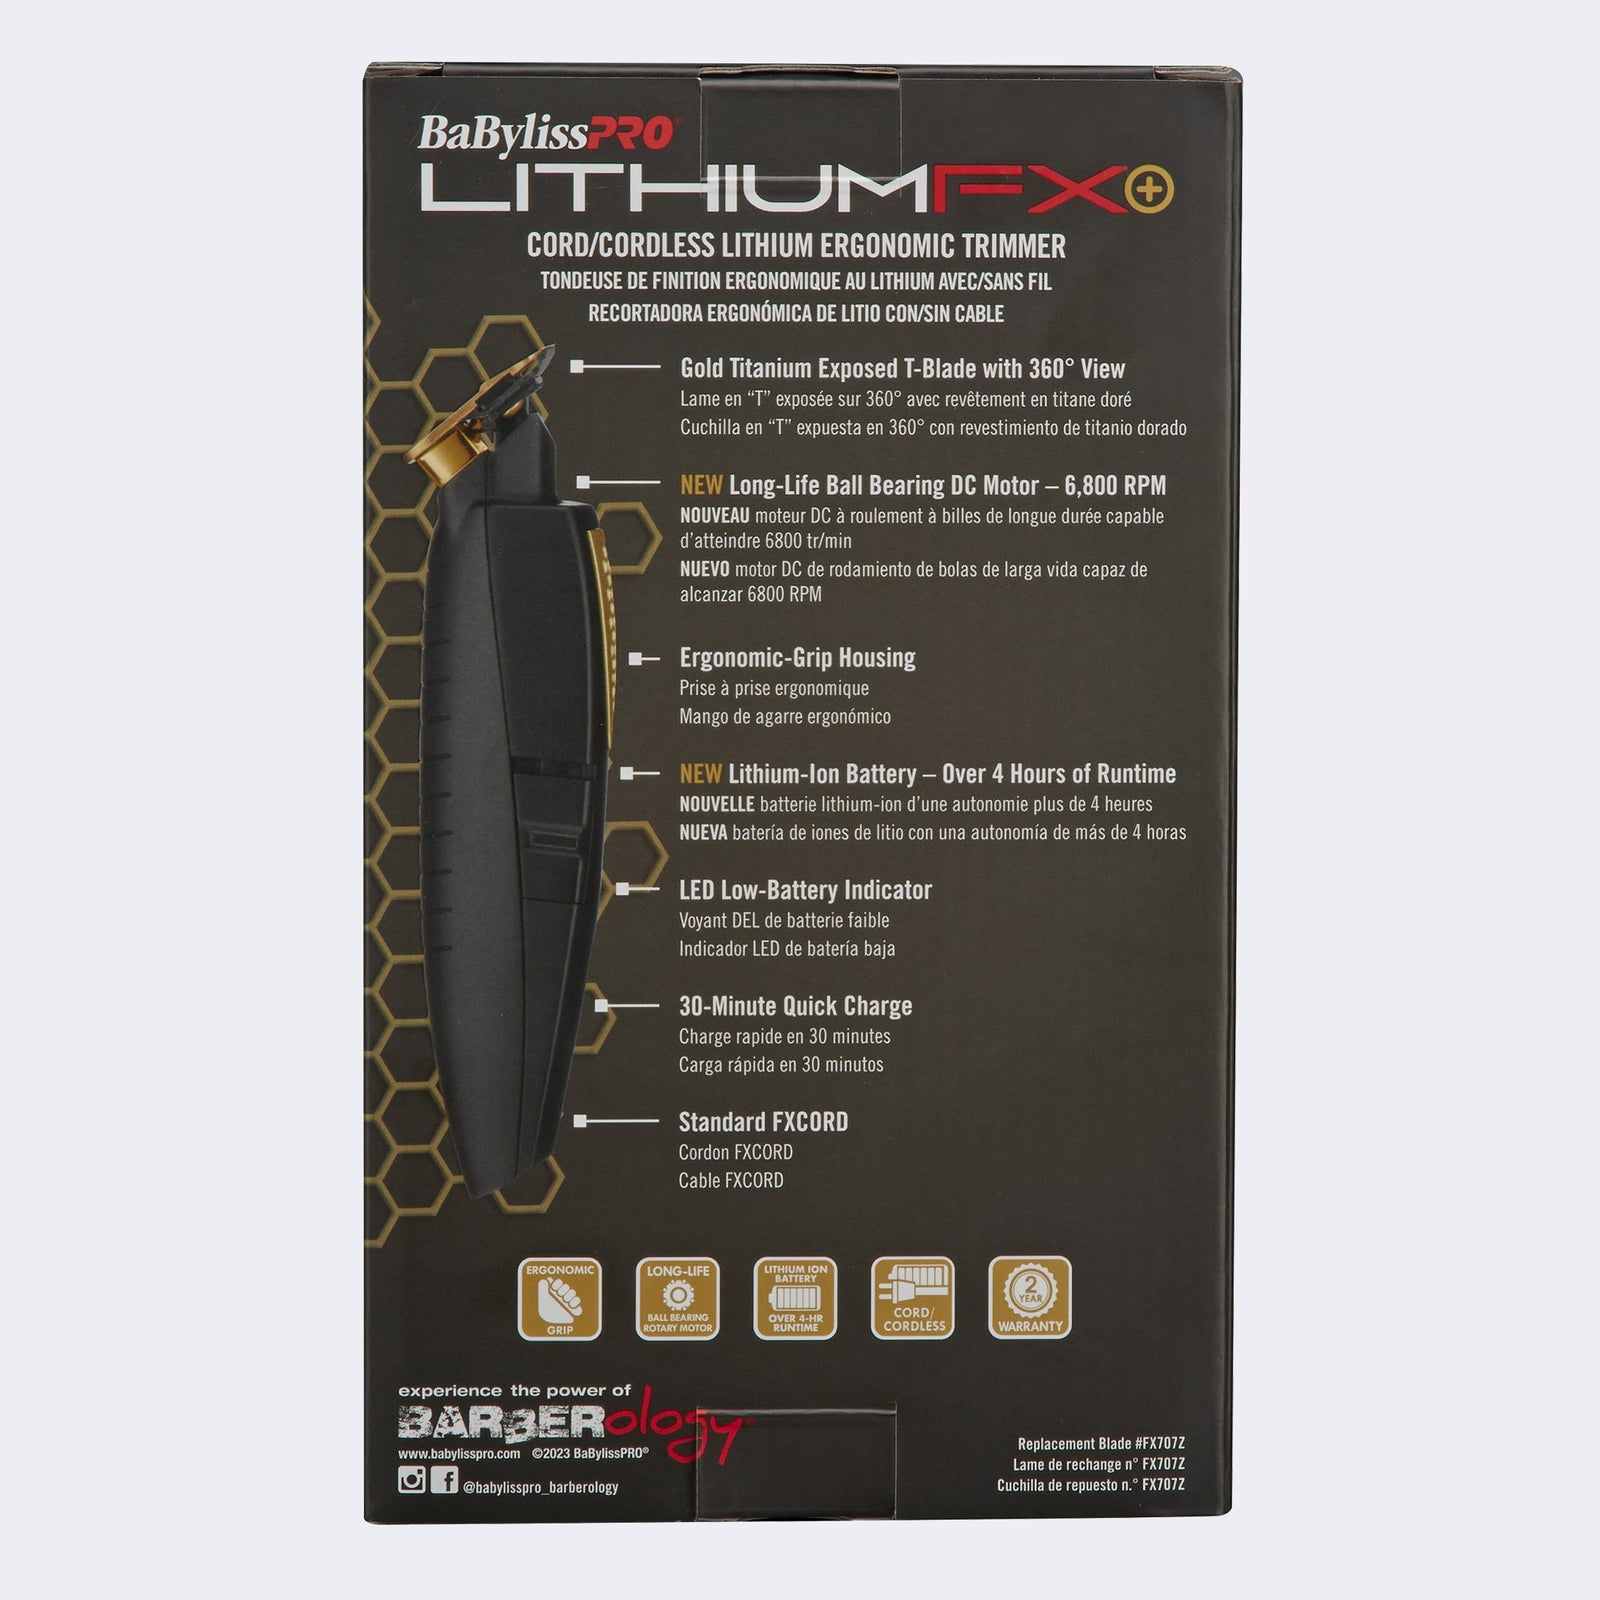 BaBylissPRO®
LITHIUMFX+
CORD/CORDLESS LITHIUM ERGONOMIC TRIMMER
TONDEUSE DE FINITION ERGONOMIQUE AU LITHIUM AVEC/SANS FIL
RECORTADORA ERGONÓMICA DE LITIO CON/SIN CABLE
Gold Titanium Exposed T-Blade with 360° View
Lame en “T” exposée sur 360° avec revêtement en titane doré
Cuchilla en “T” expuesta en 360° con revestimiento de titanio dorado
NEW Long-Life Ball Bearing DC Motor – 6,800 RPM
NOUVEAU moteur DC à roulement à billes de longue durée capable
d’atteindre 6800 tr/min
NUEVO motor DC de rodamiento de bolas de larga vida capaz de
alcanzar 6800 RPM
Ergonomic-Grip Housing
Prise à prise ergonomique
Mango de agarre ergonómico
NEW Lithium-Ion Battery – Over 4 Hours of Runtime
NOUVELLE batterie lithium-ion d’une autonomie plus de 4 heures
NUEVA batería de iones de litio con una autonomía de más de 4 horas
LED Low-Battery Indicator
Voyant DEL de batterie faible
Indicador LED de batería baja
30-Minute Quick Charge
Charge rapide en 30 minutes
Carga rápida en 30 minutos
Standard FXCORD
Cordon FXCORD
Cable FXCORD
ERGONOMIC
GRIP
LONG-LIFE
BALL BEARING
ROTARY MOTOR
LITHIUM ION
BATTERY
OVER 4-HR
RUNTIME
CORD/
CORDLESS
2
YEAR
WARRANTY
experience the power of
BARBERology™
www.babylisspro.com ©2023 BaBylissPRO®
@babylisspro_barberology
Replacement Blade #FX707Z
Lame de rechange n° FX707Z
Cuchilla de repuesto n.° FX707Z